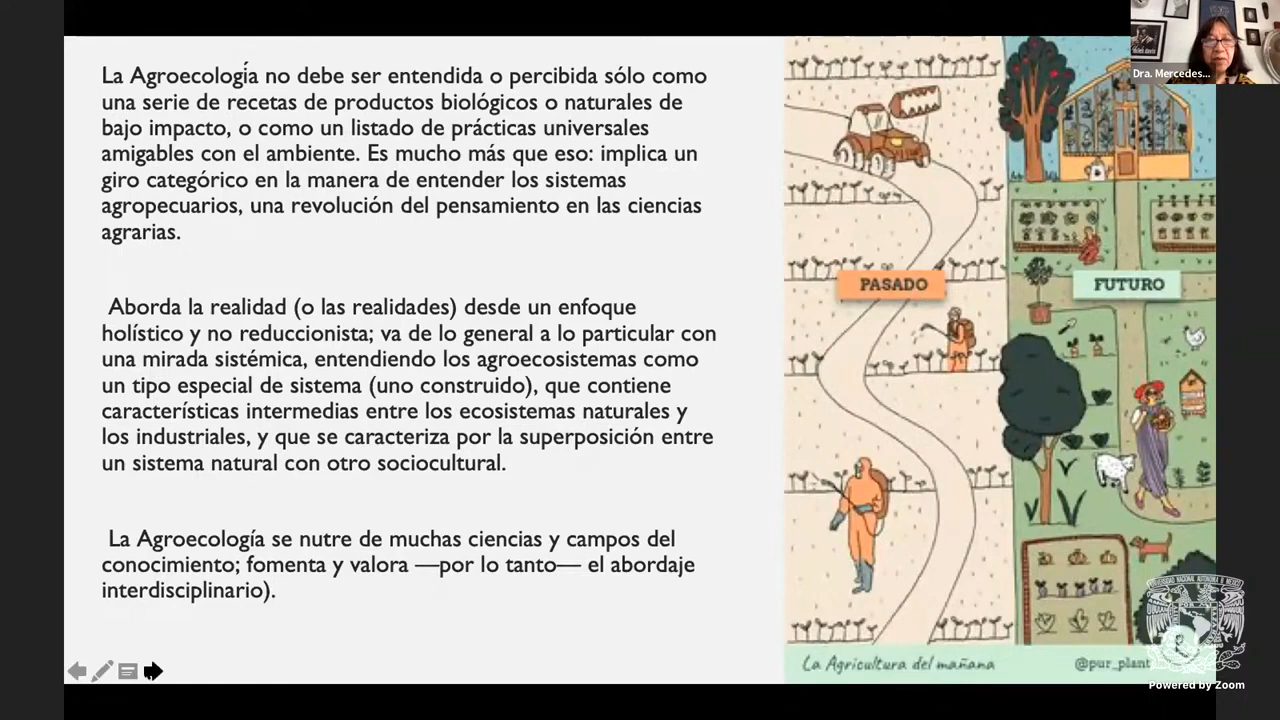 La Agroecología no debe ser entendida o percibida sólo como
una serie de recetas de productos biológicos o naturales de
bajo impacto, o como un listado de prácticas universales
amigables con el ambiente. Es mucho más que eso: implica un
giro categórico en la manera de entender los sistemas
agropecuarios, una revolución del pensamiento en las ciencias
agrarias.
Aborda la realidad (o las realidades) desde un enfoque
holístico y no reduccionista; va de lo general a lo particular con
una mirada sistémica, entendiendo los agroecosistemas como
un tipo especial de sistema (uno construido), que contiene
características intermedias entre los ecosistemas naturales y
los industriales, y que se caracteriza por la superposición entre
un sistema natural con otro sociocultural.
La Agroecología se nutre de muchas ciencias y campos del
conocimiento; fomenta y valora —por lo tanto— el abordaje
interdisciplinario).
PASADO
FUTURO
La Agricultura del mañana
@pur_plant
Dra. Mercedes...
Powered by Zoom